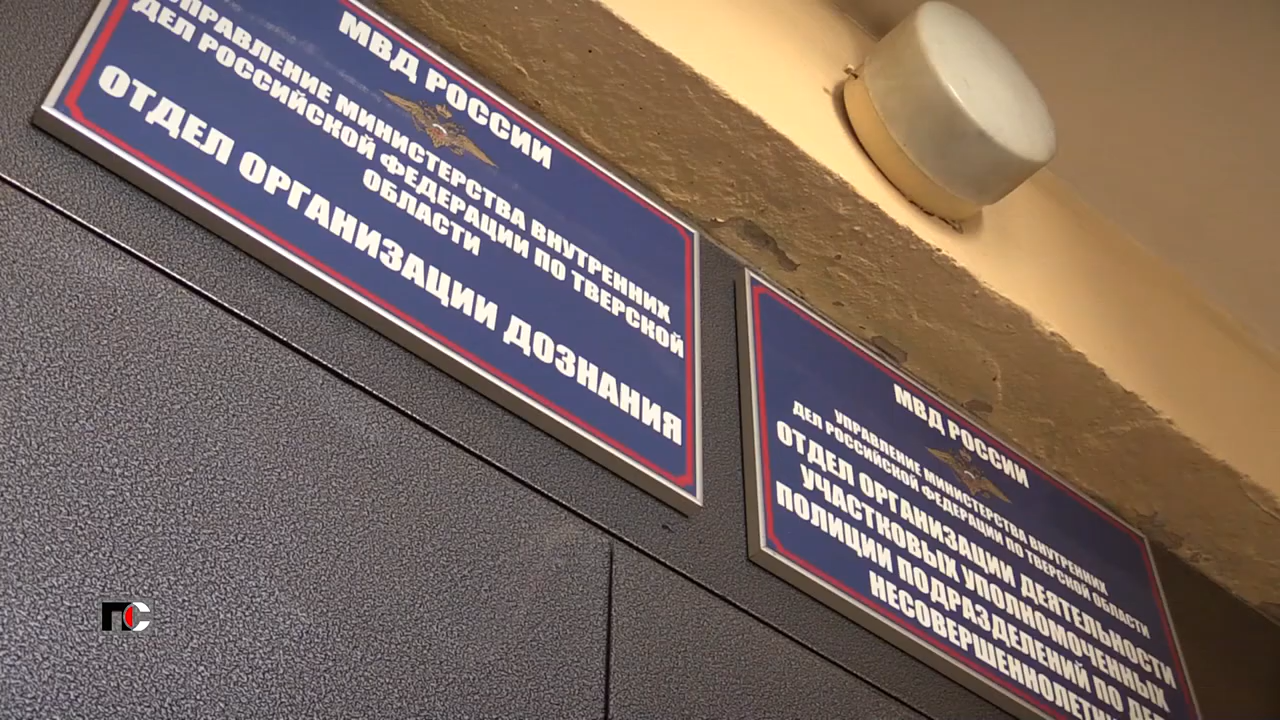 МВД РОССИИ
УПРАВЛЕНИЕ МИНИСТЕРСТВА ВНУТРЕННИХ
ДЕЛ РОССИЙСКОЙ ФЕДЕРАЦИИ ПО ТВЕРСКОЙ
ОБЛАСТИ
ОТДЕЛ ОРГАНИЗАЦИИ ДОЗНАНИЯ
МВД РОССИИ
УПРАВЛЕНИЕ МИНИСТЕРСТВА ВНУТРЕННИХ
ДЕЛ РОССИЙСКОЙ ФЕДЕРАЦИИ ПО ТВЕРСКОЙ ОБЛАСТИ
ОТДЕЛ ОРГАНИЗАЦИИ ДЕЯТЕЛЬНОСТИ
УЧАСТКОВЫХ УПОЛНОМОЧЕННЫХ
ПОЛИЦИИ ПОДРАЗДЕЛЕНИЙ ПО
ПС